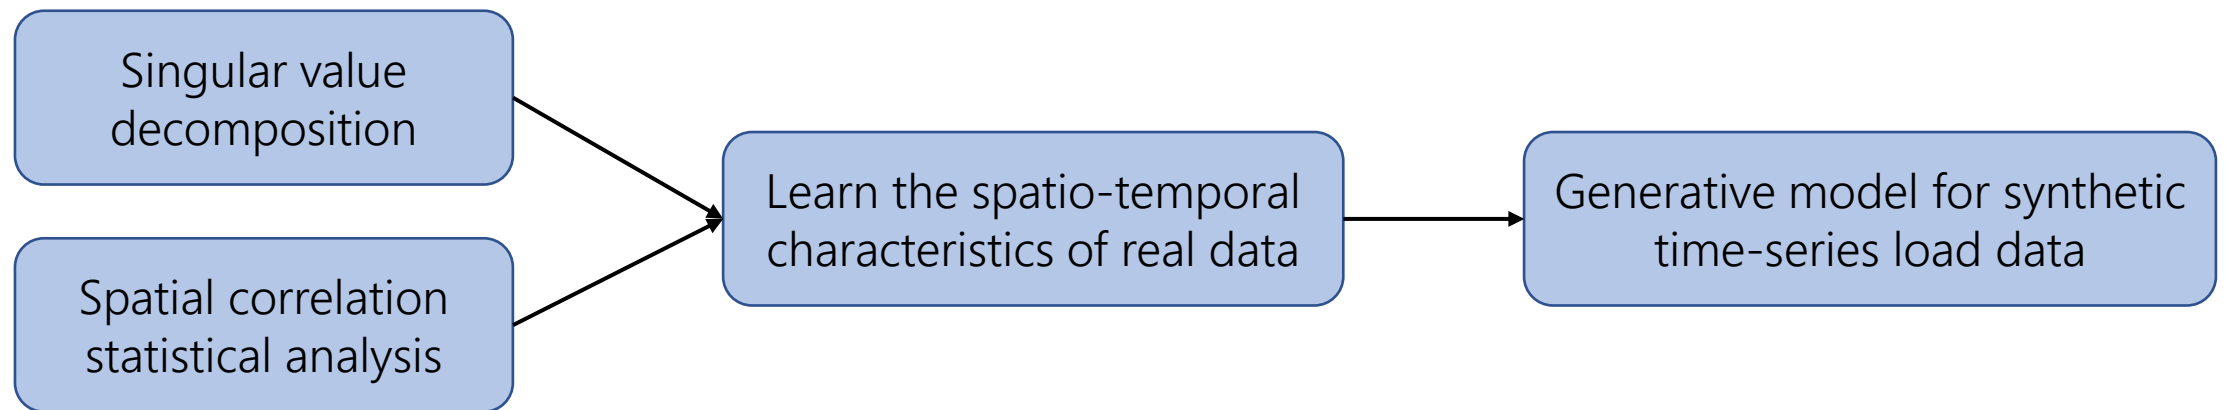 Singular value
decomposition
Spatial correlation
statistical analysis
Learn the spatio-temporal
characteristics of real data
Generative model for synthetic
time-series load data